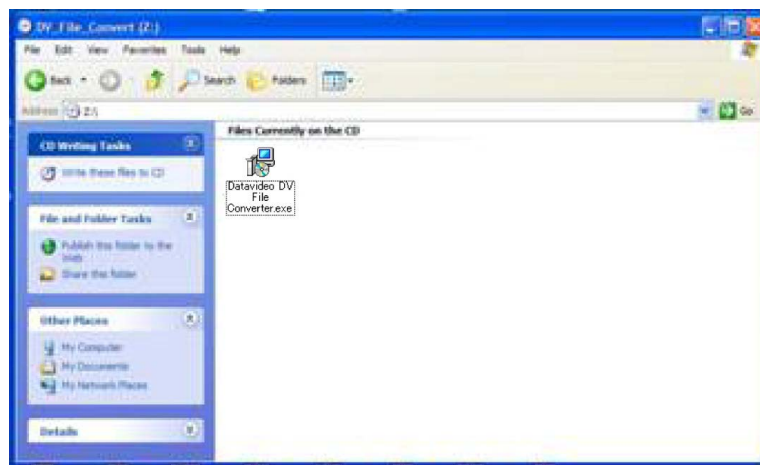 DV_File_Convert (Z:)
File Edit View Favorites Tools Help
Back Search Folders
Address Z:\ Go
Files Currently on the CD
CD Writing Tasks
Write these files to CD
Datavideo DV
File
Converter.exe
File and Folder Tasks
Publish this folder to the
Web
Share this folder
Other Places
My Computer
My Documents
My Network Places
Details